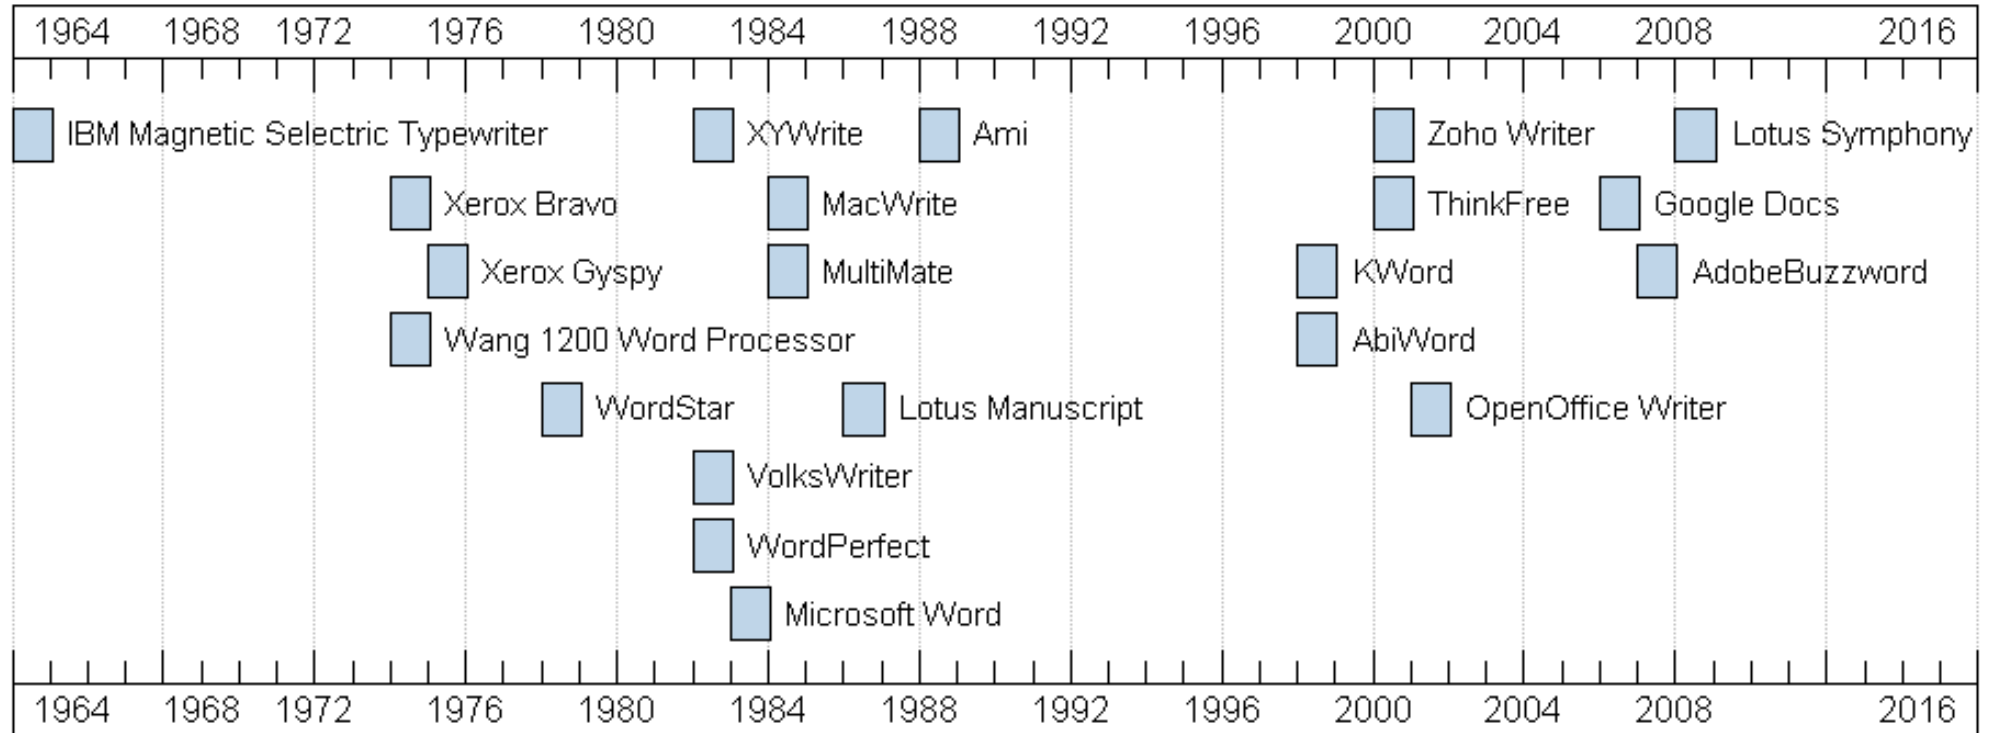 1964 1968 1972 1976 1980 1984 1988 1992 1996 2000 2004 2008 2016
IBM Magnetic Selectric Typewriter XYWrite Ami Zoho Writer Lotus Symphony
Xerox Bravo MacWrite ThinkFree Google Docs
Xerox Gyspy MultiMate KWord AdobeBuzzword
Wang 1200 Word Processor AbiWord
WordStar Lotus Manuscript OpenOffice Writer
VolksWriter
WordPerfect
Microsoft Word
1964 1968 1972 1976 1980 1984 1988 1992 1996 2000 2004 2008 2016